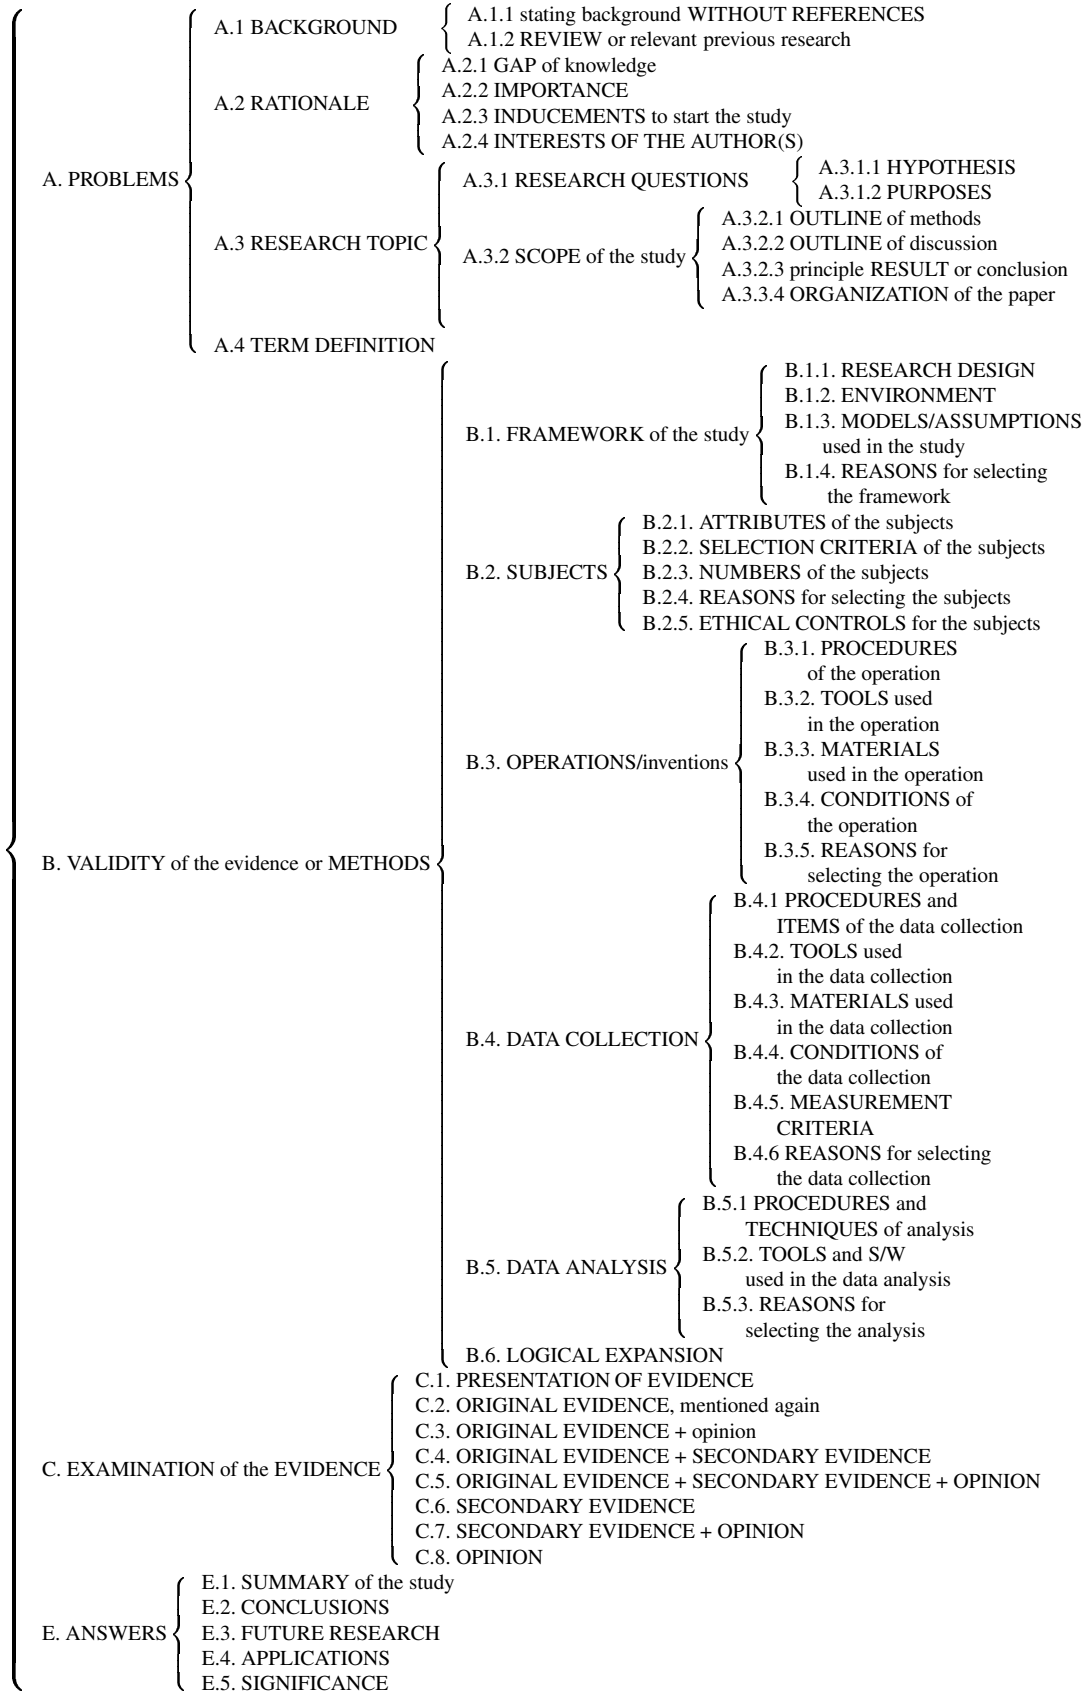 A. PROBLEMS
A.1 BACKGROUND
A.1.1 stating background WITHOUT REFERENCES
A.1.2 REVIEW or relevant previous research
A.2 RATIONALE
A.2.1 GAP of knowledge
A.2.2 IMPORTANCE
A.2.3 INDUCEMENTS to start the study
A.2.4 INTERESTS OF THE AUTHOR(S)
A.3 RESEARCH TOPIC
A.3.1 RESEARCH QUESTIONS
A.3.1.1 HYPOTHESIS
A.3.1.2 PURPOSES
A.3.2 SCOPE of the study
A.3.2.1 OUTLINE of methods
A.3.2.2 OUTLINE of discussion
A.3.2.3 principle RESULT or conclusion
A.3.3.4 ORGANIZATION of the paper
A.4 TERM DEFINITION
B. VALIDITY of the evidence or METHODS
B.1. FRAMEWORK of the study
B.1.1. RESEARCH DESIGN
B.1.2. ENVIRONMENT
B.1.3. MODELS/ASSUMPTIONS
used in the study
B.1.4. REASONS for selecting
the framework
B.2. SUBJECTS
B.2.1. ATTRIBUTES of the subjects
B.2.2. SELECTION CRITERIA of the subjects
B.2.3. NUMBERS of the subjects
B.2.4. REASONS for selecting the subjects
B.2.5. ETHICAL CONTROLS for the subjects
B.3. OPERATIONS/inventions
B.3.1. PROCEDURES
of the operation
B.3.2. TOOLS used
in the operation
B.3.3. MATERIALS
used in the operation
B.3.4. CONDITIONS of
the operation
B.3.5. REASONS for
selecting the operation
B.4. DATA COLLECTION
B.4.1 PROCEDURES and
ITEMS of the data collection
B.4.2. TOOLS used
in the data collection
B.4.3. MATERIALS used
in the data collection
B.4.4. CONDITIONS of
the data collection
B.4.5. MEASUREMENT
CRITERIA
B.4.6 REASONS for selecting
the data collection
B.5. DATA ANALYSIS
B.5.1 PROCEDURES and
TECHNIQUES of analysis
B.5.2. TOOLS and S/W
used in the data analysis
B.5.3. REASONS for
selecting the analysis
B.6. LOGICAL EXPANSION
C. EXAMINATION of the EVIDENCE
C.1. PRESENTATION OF EVIDENCE
C.2. ORIGINAL EVIDENCE, mentioned again
C.3. ORIGINAL EVIDENCE + opinion
C.4. ORIGINAL EVIDENCE + SECONDARY EVIDENCE
C.5. ORIGINAL EVIDENCE + SECONDARY EVIDENCE + OPINION
C.6. SECONDARY EVIDENCE
C.7. SECONDARY EVIDENCE + OPINION
C.8. OPINION
E. ANSWERS
E.1. SUMMARY of the study
E.2. CONCLUSIONS
E.3. FUTURE RESEARCH
E.4. APPLICATIONS
E.5. SIGNIFICANCE